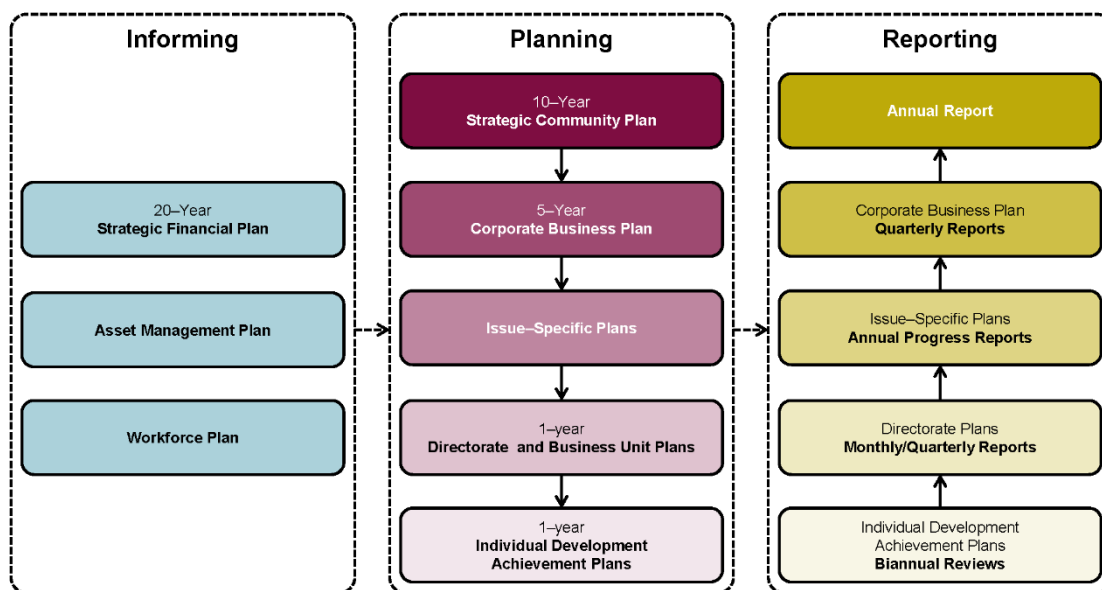 Informing
20–Year
Strategic Financial Plan
Asset Management Plan
Workforce Plan
Planning
10–Year
Strategic Community Plan
5–Year
Corporate Business Plan
Issue–Specific Plans
1–year
Directorate and Business Unit Plans
1–year
Individual Development
Achievement Plans
Reporting
Annual Report
Corporate Business Plan
Quarterly Reports
Issue–Specific Plans
Annual Progress Reports
Directorate Plans
Monthly/Quarterly Reports
Individual Development
Achievement Plans
Biannual Reviews